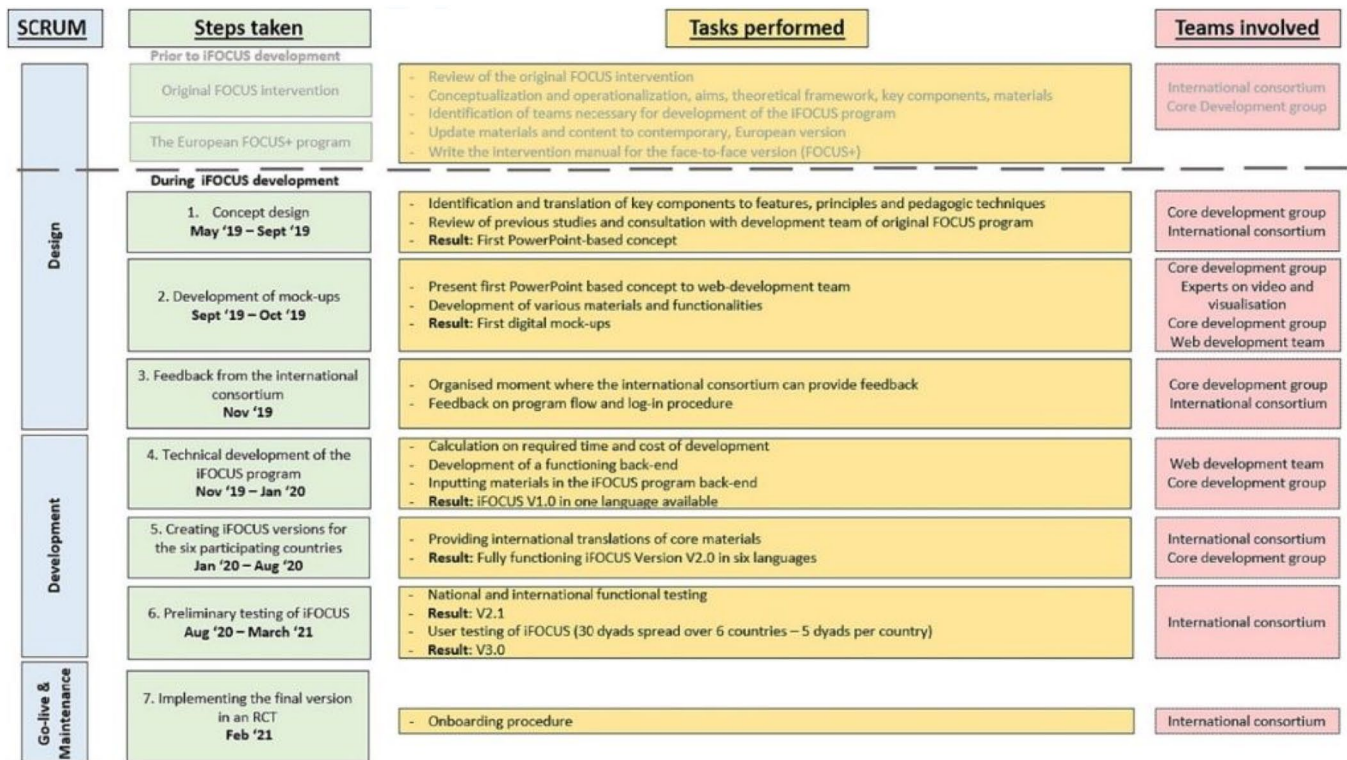 SCRUM
Steps taken
Tasks performed
Teams involved
Prior to iFOCUS development
Original FOCUS intervention
The European FOCUS+ program
- Review of the original FOCUS intervention
- Conceptualization and operationalization, aims, theoretical framework, key components, materials
- Identification of teams necessary for development of the iFOCUS program
- Update materials and content to contemporary, European version
- Write the intervention manual for the face-to-face version (FOCUS+)
International consortium
Core Development group
During iFOCUS development
Design
1. Concept design
May '19 – Sept '19
- Identification and translation of key components to features, principles and pedagogic techniques
- Review of previous studies and consultation with development team of original FOCUS program
- Result: First PowerPoint-based concept
Core development group
International consortium
2. Development of mock-ups
Sept '19 – Oct '19
- Present first PowerPoint based concept to web-development team
- Development of various materials and functionalities
- Result: First digital mock-ups
Core development group
Experts on video and
visualisation
Core development group
Web development team
3. Feedback from the international
consortium
Nov '19
- Organised moment where the international consortium can provide feedback
- Feedback on program flow and log-in procedure
Core development group
International consortium
Development
4. Technical development of the
iFOCUS program
Nov '19 – Jan '20
- Calculation on required time and cost of development
- Development of a functioning back-end
- Inputting materials in the iFOCUS program back-end
- Result: iFOCUS V1.0 in one language available
Web development team
Core development group
5. Creating iFOCUS versions for
the six participating countries
Jan '20 – Aug '20
- Providing international translations of core materials
- Result: Fully functioning iFOCUS Version V2.0 in six languages
International consortium
Core development group
6. Preliminary testing of iFOCUS
Aug '20 – March '21
- National and international functional testing
- Result: V2.1
- User testing of iFOCUS (30 dyads spread over 6 countries – 5 dyads per country)
- Result: V3.0
International consortium
Go-live &
Maintenance
7. Implementing the final version
in an RCT
Feb '21
- Onboarding procedure
International consortium